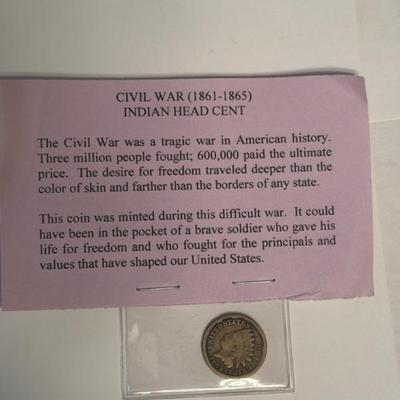 CIVIL WAR (1861-1865)
INDIAN HEAD CENT
The Civil War was a tragic war in American history.
Three million people fought; 600,000 paid the ultimate
price. The desire for freedom traveled deeper than the
color of skin and farther than the borders of any state.
This coin was minted during this difficult war. It could
have been in the pocket of a brave soldier who gave his
life for freedom and who fought for the principals and
values that have shaped our United States.
UNITED STATES